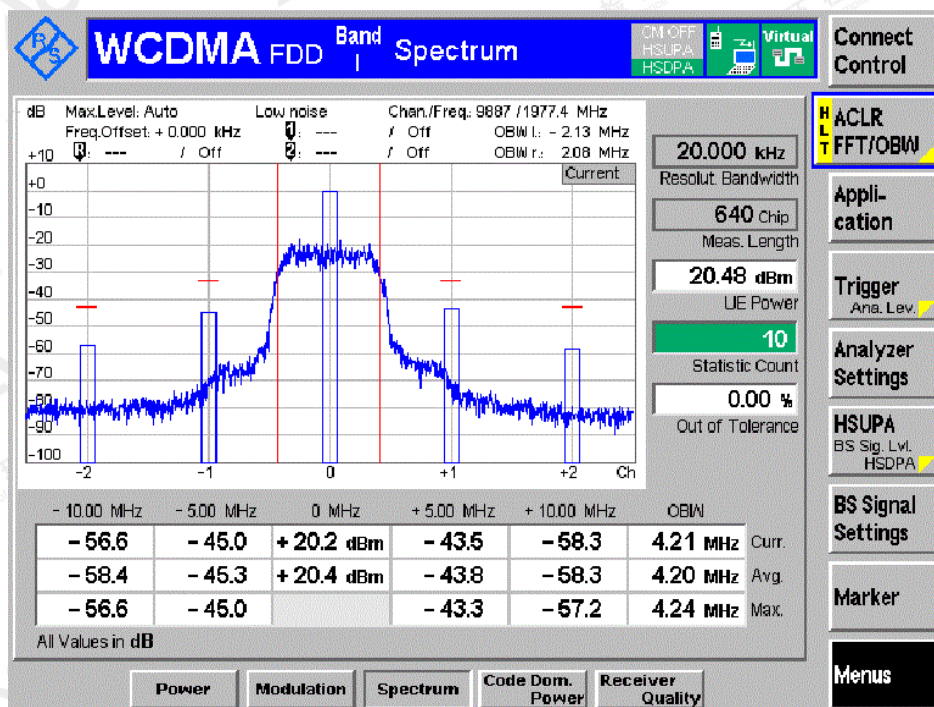 R/S
WCDMA FDD Band I Spectrum
CM OFF
HSUPA
HSDPA
Virtual
Connect
Control
dB Max.Level: Auto Low noise Chan./Freq.: 9887 / 1977.4 MHz
Freq.Offset: + 0.000 kHz 1: --- / Off OBW l.: - 2.13 MHz
R: --- / Off 2: --- / Off OBW r.: 2.08 MHz
Current
+10
+0
-10
-20
-30
-40
-50
-60
-70
-80
-90
-100
-2 -1 0 +1 +2 Ch
20.000 kHz
Resolut. Bandwidth
640 Chip
Meas. Length
20.48 dBm
UE Power
10
Statistic Count
0.00 %
Out of Tolerance
HLT
ACLR
FFT/OBW
Appli-
cation
Trigger
Ana. Lev.
Analyzer
Settings
HSUPA
BS Sig. Lvl.
HSDPA
BS Signal
Settings
Marker
Menus
- 10.00 MHz - 5.00 MHz 0 MHz + 5.00 MHz + 10.00 MHz OBW
- 56.6 - 45.0 + 20.2 dBm - 43.5 - 58.3 4.21 MHz Curr.
- 58.4 - 45.3 + 20.4 dBm - 43.8 - 58.3 4.20 MHz Avg.
- 56.6 - 45.0 - 43.3 - 57.2 4.24 MHz Max.
All Values in dB
Power Modulation Spectrum Code Dom. Power Receiver Quality